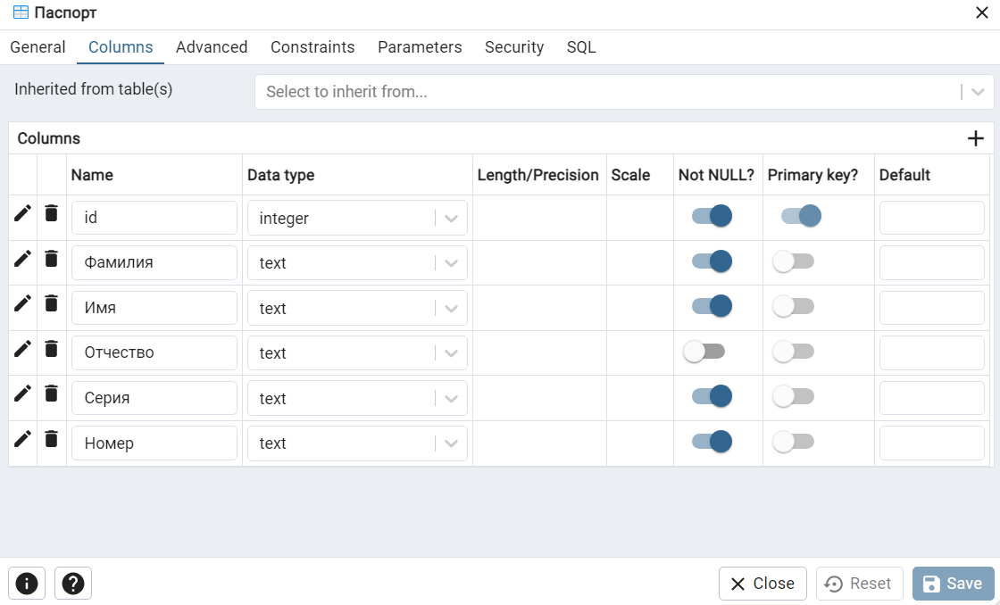 Паспорт
General Columns Advanced Constraints Parameters Security SQL
Inherited from table(s) Select to inherit from...
Columns
Name Data type Length/Precision Scale Not NULL? Primary key? Default
id integer
Фамилия text
Имя text
Отчество text
Серия text
Номер text
Close Reset Save